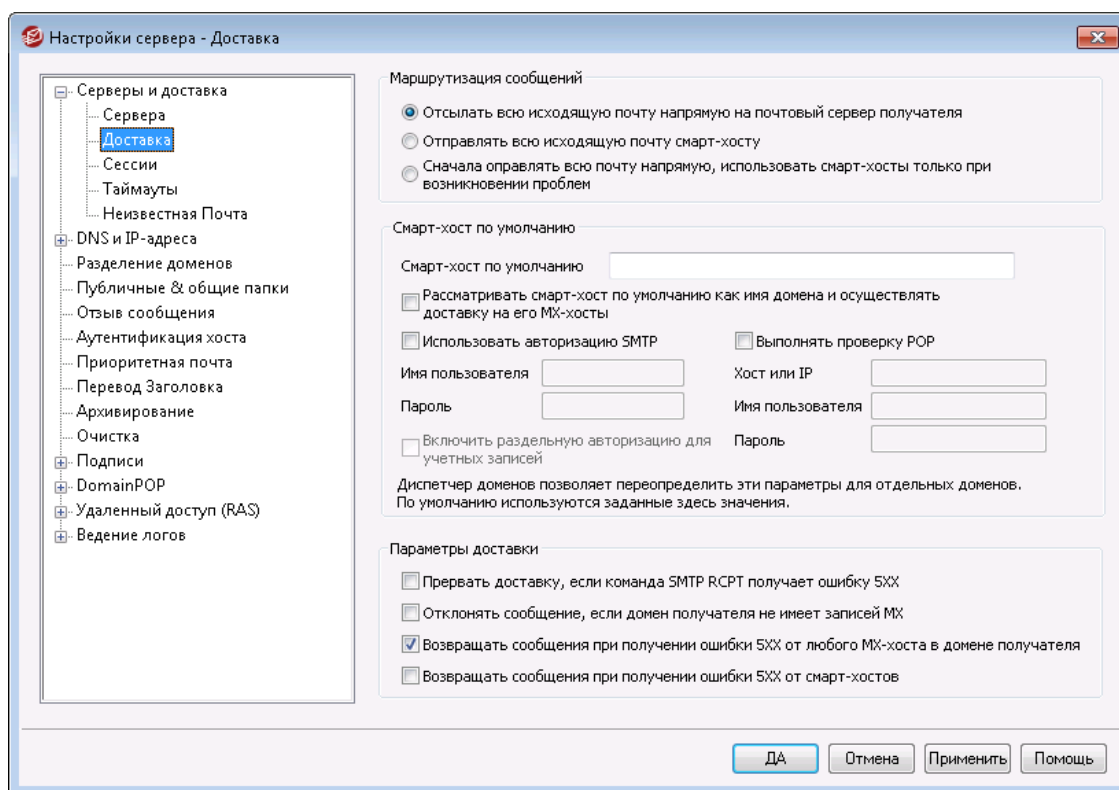 Настройки сервера - Доставка
Серверы и доставка
Сервера
Доставка
Сессии
Таймауты
Неизвестная Почта
DNS и IP-адреса
Разделение доменов
Публичные & общие папки
Отзыв сообщения
Аутентификация хоста
Приоритетная почта
Перевод Заголовка
Архивирование
Очистка
Подписи
DomainPOP
Удаленный доступ (RAS)
Ведение логов
Маршрутизация сообщений
Отсылать всю исходящую почту напрямую на почтовый сервер получателя
Отправлять всю исходящую почту смарт-хосту
Сначала оправлять всю почту напрямую, использовать смарт-хосты только при
возникновении проблем
Смарт-хост по умолчанию
Смарт-хост по умолчанию
Рассматривать смарт-хост по умолчанию как имя домена и осуществлять
доставку на его MX-хосты
Использовать авторизацию SMTP
Выполнять проверку POP
Имя пользователя
Хост или IP
Пароль
Имя пользователя
Включить раздельную авторизацию для
учетных записей
Пароль
Диспетчер доменов позволяет переопределить эти параметры для отдельных доменов.
По умолчанию используются заданные здесь значения.
Параметры доставки
Прервать доставку, если команда SMTP RCPT получает ошибку 5XX
Отклонять сообщение, если домен получателя не имеет записей MX
Возвращать сообщения при получении ошибки 5XX от любого MX-хоста в домене получателя
Возвращать сообщения при получении ошибки 5XX от смарт-хостов
ДА
Отмена
Применить
Помощь